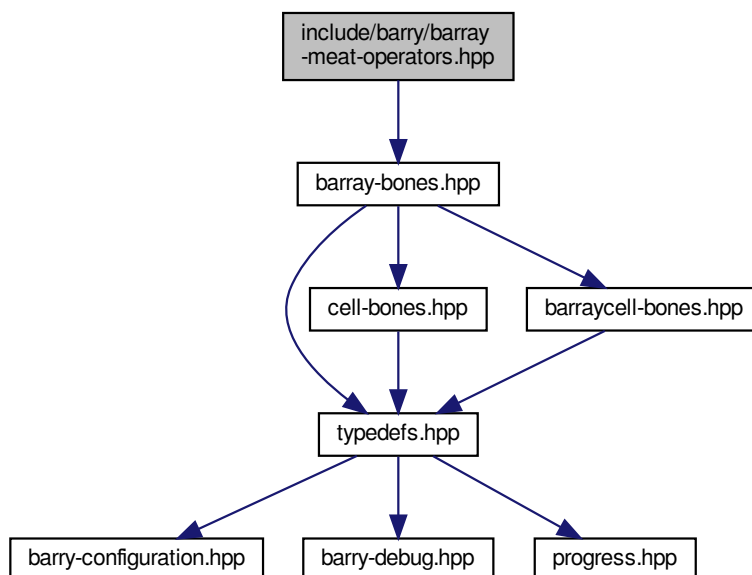 include/barry/barray
-meat-operators.hpp
barray-bones.hpp
cell-bones.hpp
barraycell-bones.hpp
typedefs.hpp
barry-configuration.hpp
barry-debug.hpp
progress.hpp